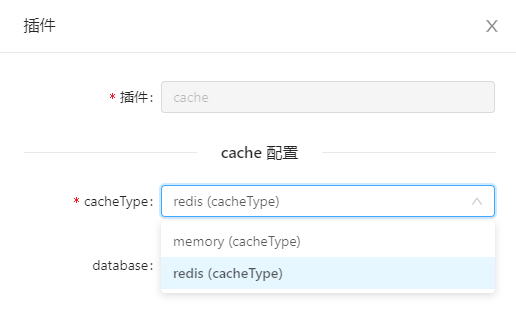 插件
* 插件:
cache
cache 配置
* cacheType:
redis (cacheType)
memory (cacheType)
database:
redis (cacheType)